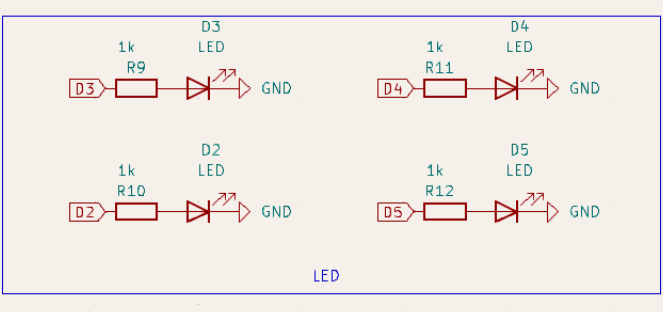 D3
LED
1k
R9
D3
GND
D4
LED
1k
R11
D4
GND
D2
LED
1k
R10
D2
GND
D5
LED
1k
R12
D5
GND
LED